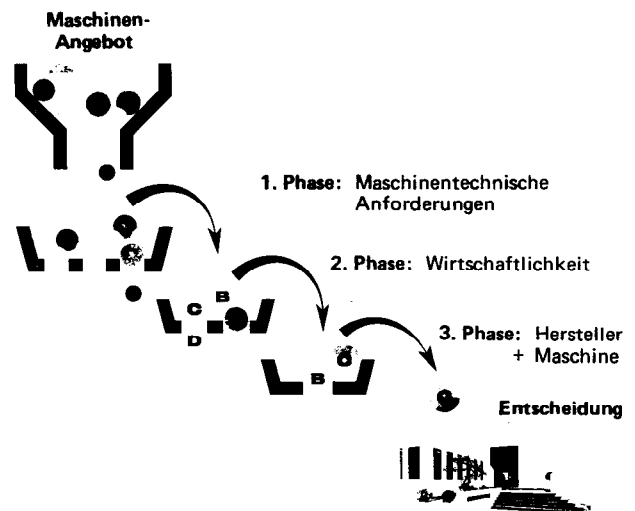 Maschinen-
Angebot
1. Phase: Maschinentechnische
Anforderungen
2. Phase: Wirtschaftlichkeit
B
C
D
3. Phase: Hersteller
+ Maschine
C
B
Entscheidung